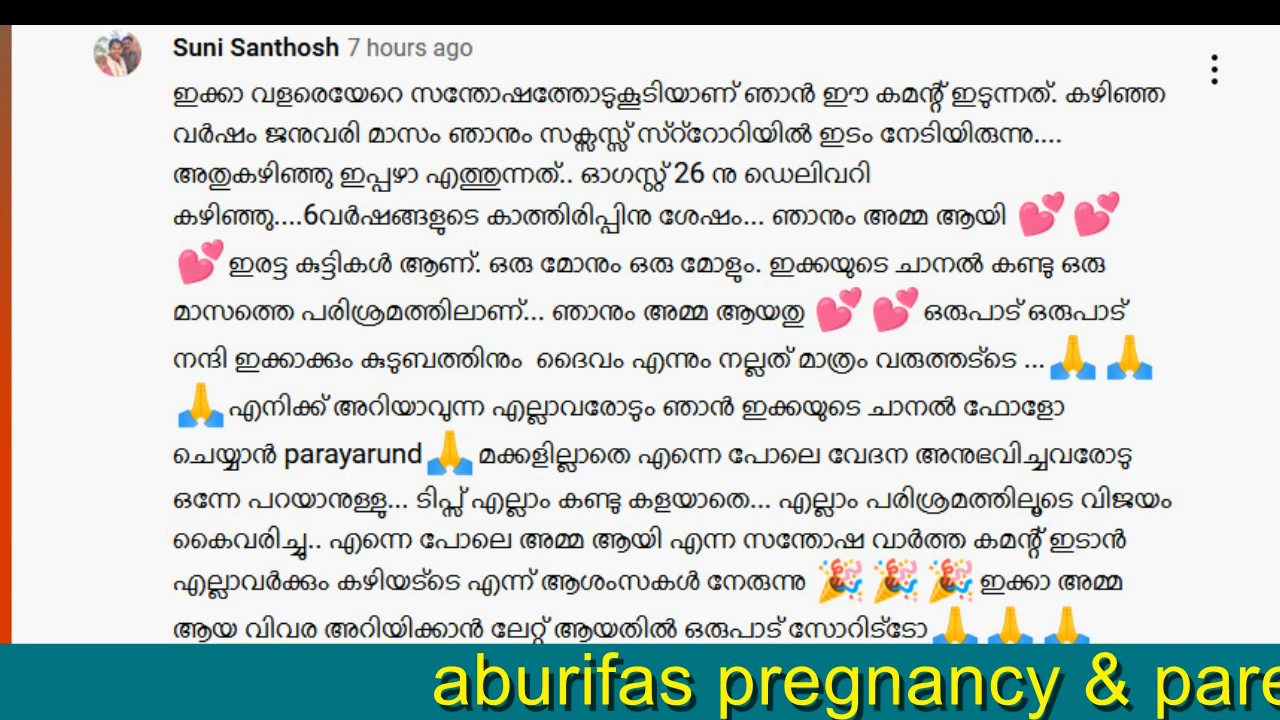 Suni Santhosh 7 hours ago
ഇക്കാ വളരെയേറെ സന്തോഷത്തോടുകൂടിയാണ് ഞാൻ ഈ കമന്റ് ഇടുന്നത്. കഴിഞ്ഞ
വർഷം ജനുവരി മാസം ഞാനും സക്സസ്സ് സ്റ്റോറിയിൽ ഇടം നേടിയിരുന്നു....
അതുകഴിഞ്ഞു ഇപ്പഴാ എത്തുന്നത്.. ഓഗസ്റ്റ് 26 നു ഡെലിവറി
കഴിഞ്ഞു....6വർഷങ്ങളുടെ കാത്തിരിപ്പിനു ശേഷം... ഞാനും അമ്മ ആയി 💕 💕
💕 ഇരട്ട കുട്ടികൾ ആണ്. ഒരു മോനും ഒരു മോളും. ഇക്കയുടെ ചാനൽ കണ്ടു ഒരു
മാസത്തെ പരിശ്രമത്തിലാണ്... ഞാനും അമ്മ ആയതു 💕 💕 ഒരുപാട് ഒരുപാട്
നന്ദി ഇക്കാക്കും കുടുബത്തിനും ദൈവം എന്നും നല്ലത് മാത്രം വരുത്തട്ടെ ...🙏 🙏
🙏 എനിക്ക് അറിയാവുന്ന എല്ലാവരോടും ഞാൻ ഇക്കയുടെ ചാനൽ ഫോളോ
ചെയ്യാൻ parayarund🙏 മക്കളില്ലാതെ എന്നെ പോലെ വേദന അനുഭവിച്ചവരോടു
ഒന്നേ പറയാനുള്ളു... ടിപ്സ് എല്ലാം കണ്ടു കളയാതെ... എല്ലാം പരിശ്രമത്തിലൂടെ വിജയം
കൈവരിച്ചു.. എന്നെ പോലെ അമ്മ ആയി എന്ന സന്തോഷ വാർത്ത കമന്റ് ഇടാൻ
എല്ലാവർക്കും കഴിയട്ടെ എന്ന് ആശംസകൾ നേരുന്നു 🎉 🎉 🎉 ഇക്കാ അമ്മ
ആയ വിവര അറിയിക്കാൻ ലേറ്റ് ആയതിൽ ഒരുപാട് സോറിട്ടോ 🙏 🙏 🙏
aburifas pregnancy & pare